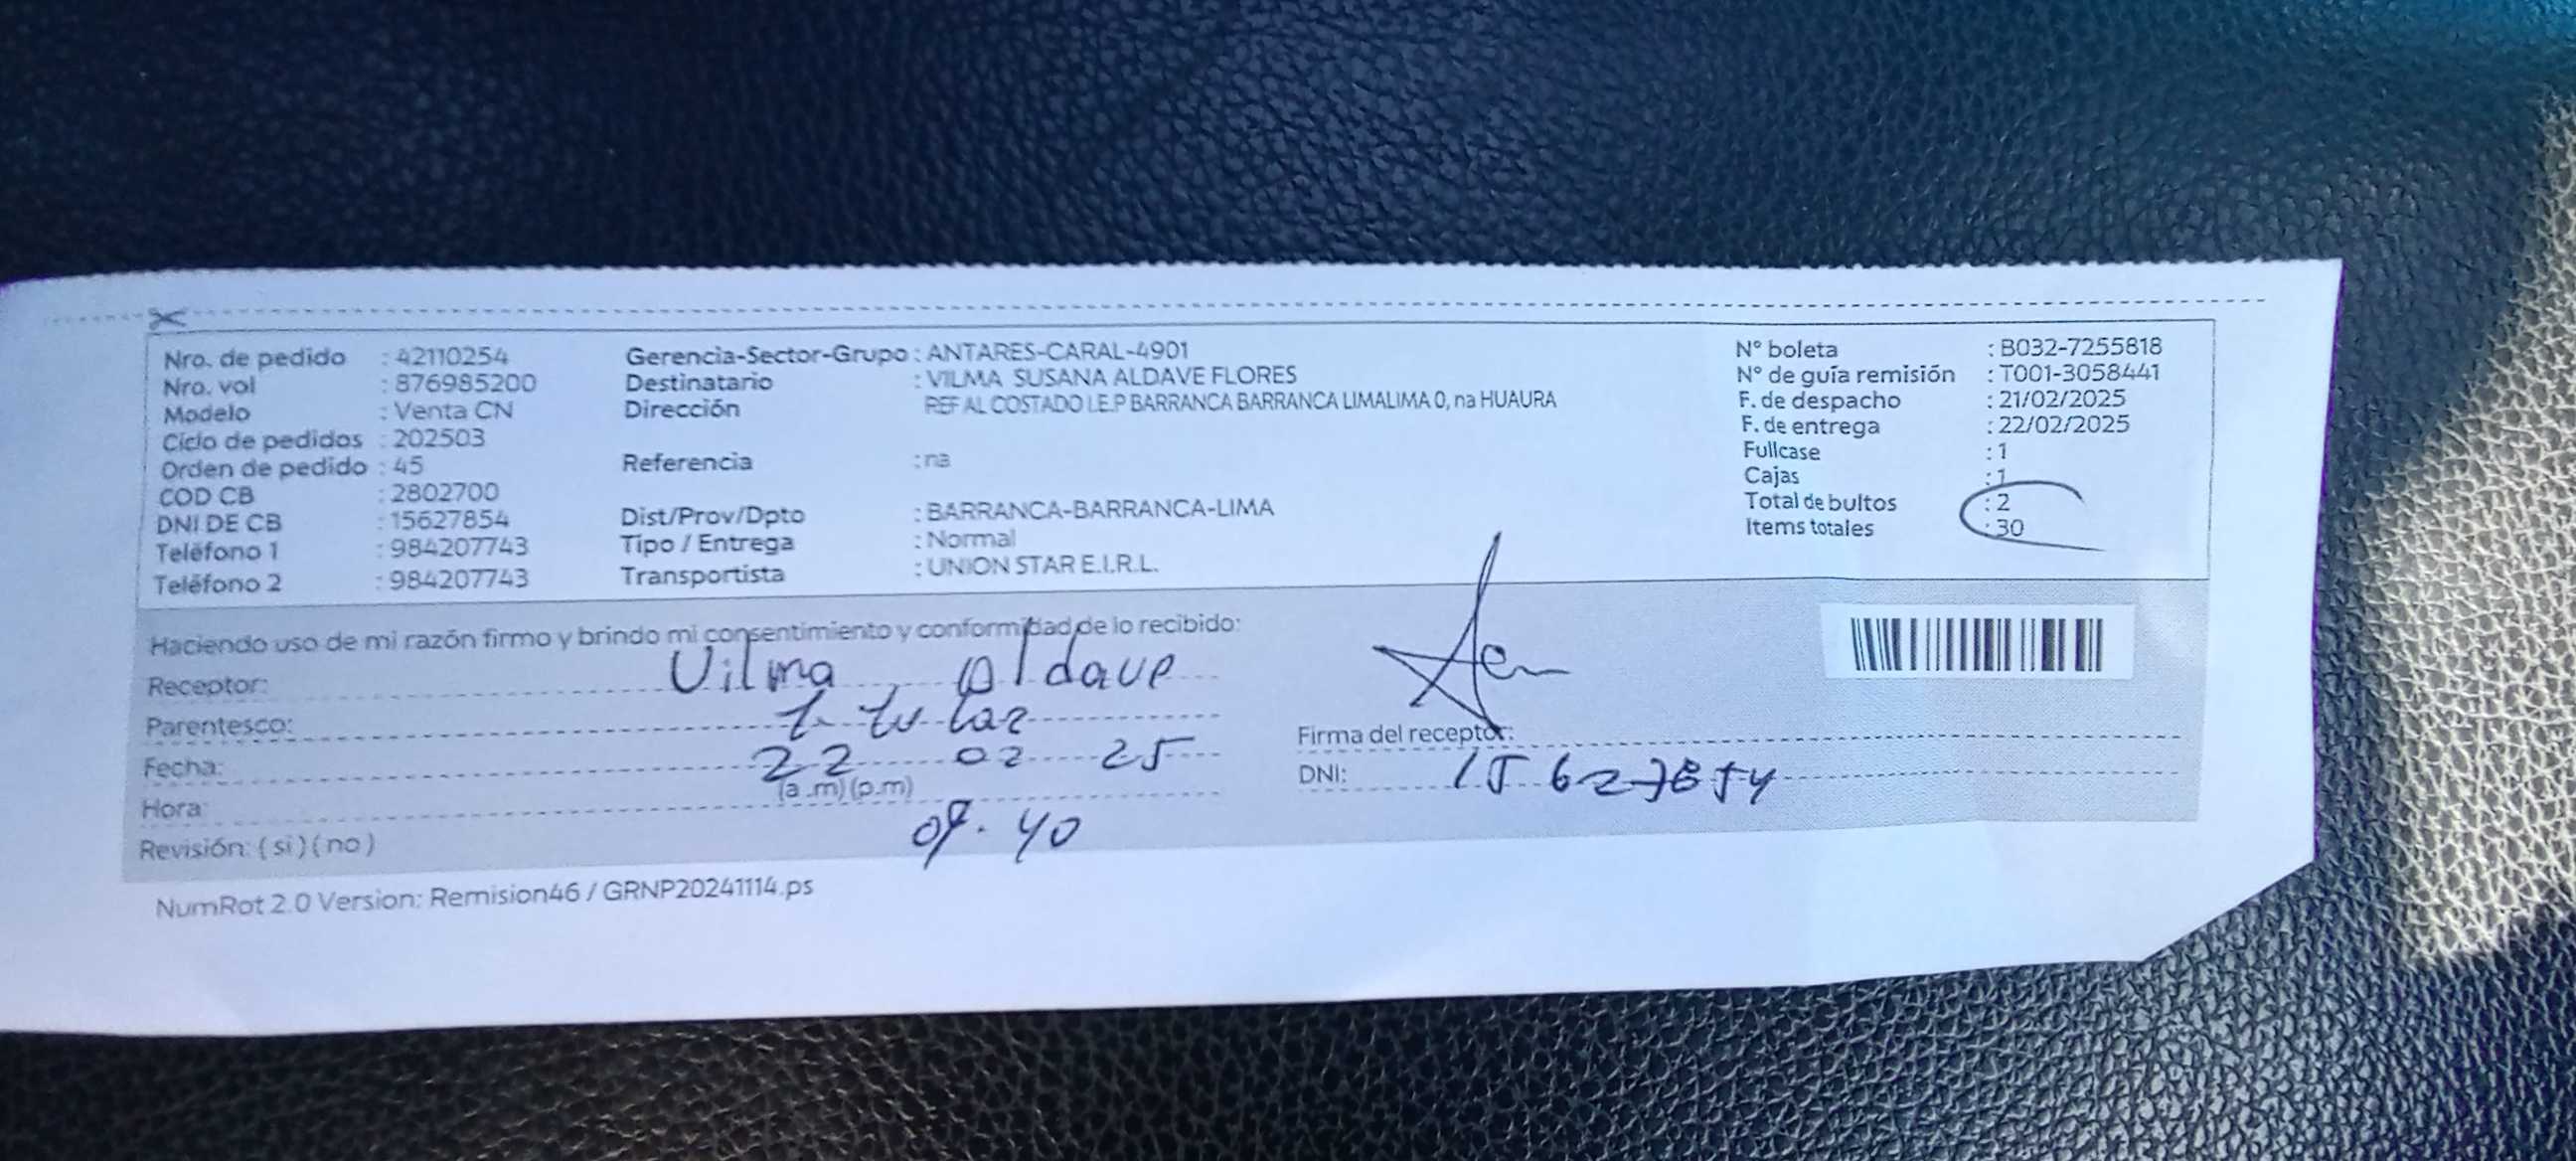 Nro. de pedido : 42110254
Nro. vol : 876985200
Modelo : Venta CN
Ciclo de pedidos : 202503
Orden de pedido : 45
COD CB : 2802700
DNI DE CB : 15627854
Teléfono 1 : 984207743
Teléfono 2 : 984207743
Gerencia-Sector-Grupo : ANTARES-CARAL-4901
Destinatario : VILMA SUSANA ALDAVE FLORES
Dirección REF AL COSTADO I.E.P BARRANCA BARRANCA LIMALIMA 0, na HUAURA
Referencia : na
Dist/Prov/Dpto : BARRANCA-BARRANCA-LIMA
Tipo / Entrega : Normal
Transportista : UNION STAR E.I.R.L.
N° boleta : B032-7255818
N° de guía remisión : T001-3058441
F. de despacho : 21/02/2025
F. de entrega : 22/02/2025
Fullcase : 1
Cajas : 1
Total de bultos : 2
Items totales : 30
Haciendo uso de mi razón firmo y brindo mi consentimiento y conformidad de lo recibido:
Receptor: Vilma Aldave
Parentesco: titular
Fecha: 22 02 25
(a .m) (p.m)
Hora: 09. 40
Revisión: ( si ) ( no )
Firma del receptor:
DNI: 15627854
NumRot 2.0 Version: Remision46 / GRNP20241114.ps